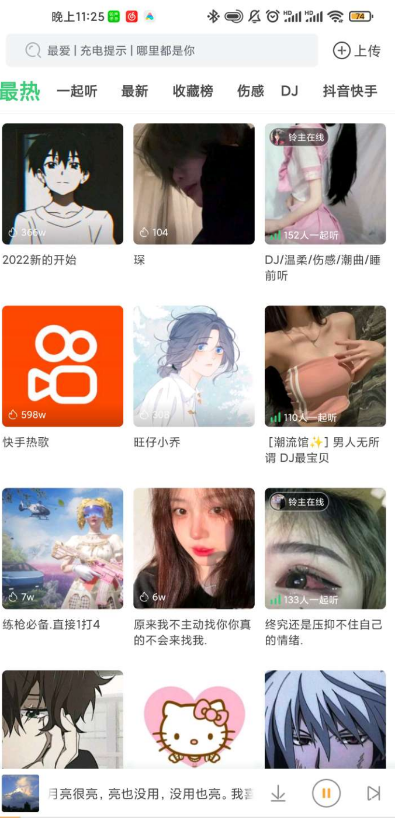 晚上11:25
HD
HD
74
最爱 | 充电提示 | 哪里都是你
上传
最热 一起听 最新 收藏榜 伤感 DJ 抖音快手
366w
104
铃主在线
152人一起听
2022新的开始
琛
DJ/温柔/伤感/潮曲/睡
前听
598w
110人一起听
快手热歌
旺仔小乔
[潮流馆✨] 男人无所
谓 DJ最宝贝
7w
6w
铃主在线
133人一起听
练枪必备.直接1打4
原来我不主动找你你真
的不会来找我.
终究还是压抑不住自己
的情绪.
月亮很亮，亮也没用，没用也亮。我喜